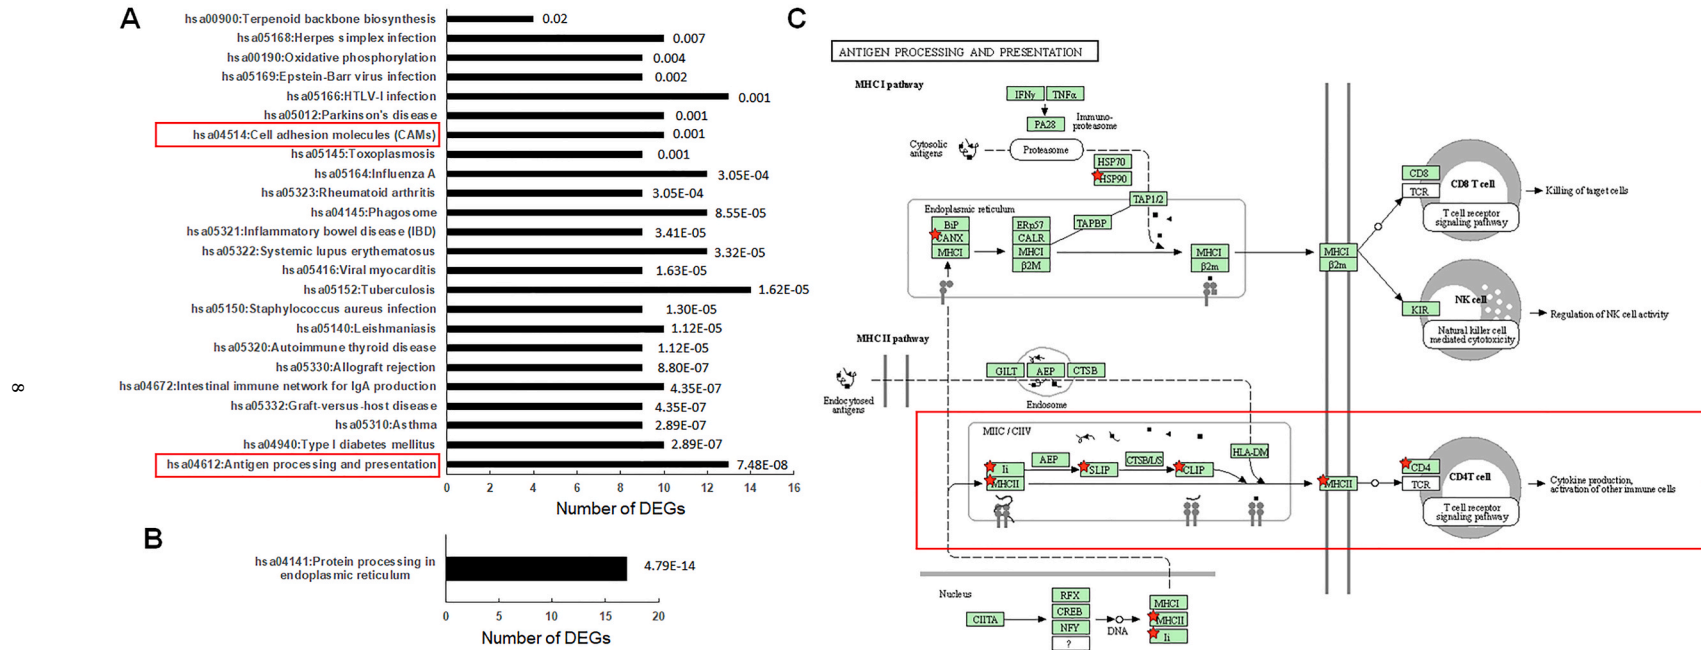 A
hsa00900:Terpenoid backbone biosynthesis 0.02
hsa05168:Herpes simplex infection 0.007
hsa00190:Oxidative phosphorylation 0.004
hsa05169:Epstein-Barr virus infection 0.002
hsa05166:HTLV-I infection 0.001
hsa05012:Parkinson's disease 0.001
hsa04514:Cell adhesion molecules (CAMs) 0.001
hsa05145:Toxoplasmosis 0.001
hsa05164:Influenza A 3.05E-04
hsa05323:Rheumatoid arthritis 3.05E-04
hsa04145:Phagosome 8.55E-05
hsa05321:Inflammatory bowel disease (IBD) 3.41E-05
hsa05322:Systemic lupus erythematosus 3.32E-05
hsa05416:Viral myocarditis 1.63E-05
hsa05152:Tuberculosis 1.62E-05
hsa05150:Staphylococcus aureus infection 1.30E-05
hsa05140:Leishmaniasis 1.12E-05
hsa05320:Autoimmune thyroid disease 1.12E-05
hsa05330:Allograft rejection 8.80E-07
hsa04672:Intestinal immune network for IgA production 4.35E-07
hsa05332:Graft-versus-host disease 4.35E-07
hsa05310:Asthma 2.89E-07
hsa04940:Type I diabetes mellitus 2.89E-07
hsa04612:Antigen processing and presentation 7.48E-08
0 2 4 6 8 10 12 14 16
Number of DEGs
8
B
hsa04141:Protein processing in
endoplasmic reticulum
4.79E-14
0 5 10 15 20
Number of DEGs
C
ANTIGEN PROCESSING AND PRESENTATION
MHC I pathway
IFNγ TNFα
PA28
Immuno-
proteasome
Cytosolic
antigens
Proteasome
HSP70
HSP90
TAP1/2
Endoplasmic reticulum
BiP
CANX
MHCI
ERp57
CALR
MHCI
β2M
TAPBP
MHCI
β2m
MHCI
β2m
CD8
TCR
CD8 T cell
T cell receptor
signaling pathway
Killing of target cells
KIR
NK cell
Natural killer cell
mediated cytotoxicity
Regulation of NK cell activity
MHC II pathway
Endocytosed
antigens
GILT AEP CTSB
Endosome
MIIC / CIIV
Ii
MHCII
AEP
SLIP
CTSB/L/S
CLIP
HLA-DM
MHCII
CD4
TCR
CD4 T cell
T cell receptor
signaling pathway
Cytokine production,
activation of other immune cells
Nucleus
CIITA
RFX
CREB
NFY
?
DNA
MHCI
MHCII
Ii